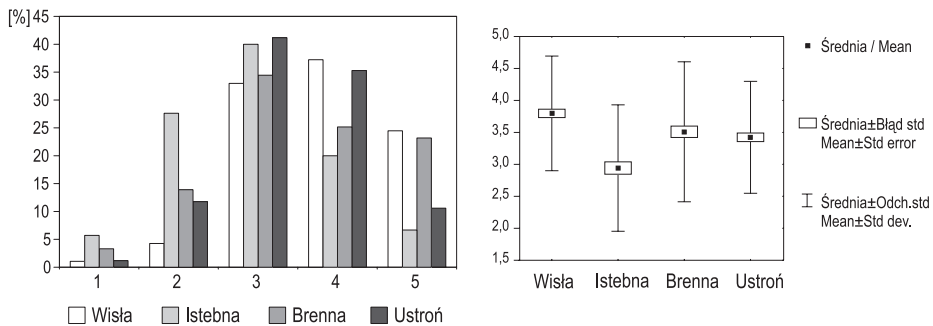 [%]
45
40
35
30
25
20
15
10
5
0
1 2 3 4 5
Wisła Istebna Brenna Ustroń
5,0
4,5
4,0
3,5
3,0
2,5
2,0
1,5
Wisła Istebna Brenna Ustroń
Średnia / Mean
Średnia±Błąd std
Mean±Std error
Średnia±Odch.std
Mean±Std dev.